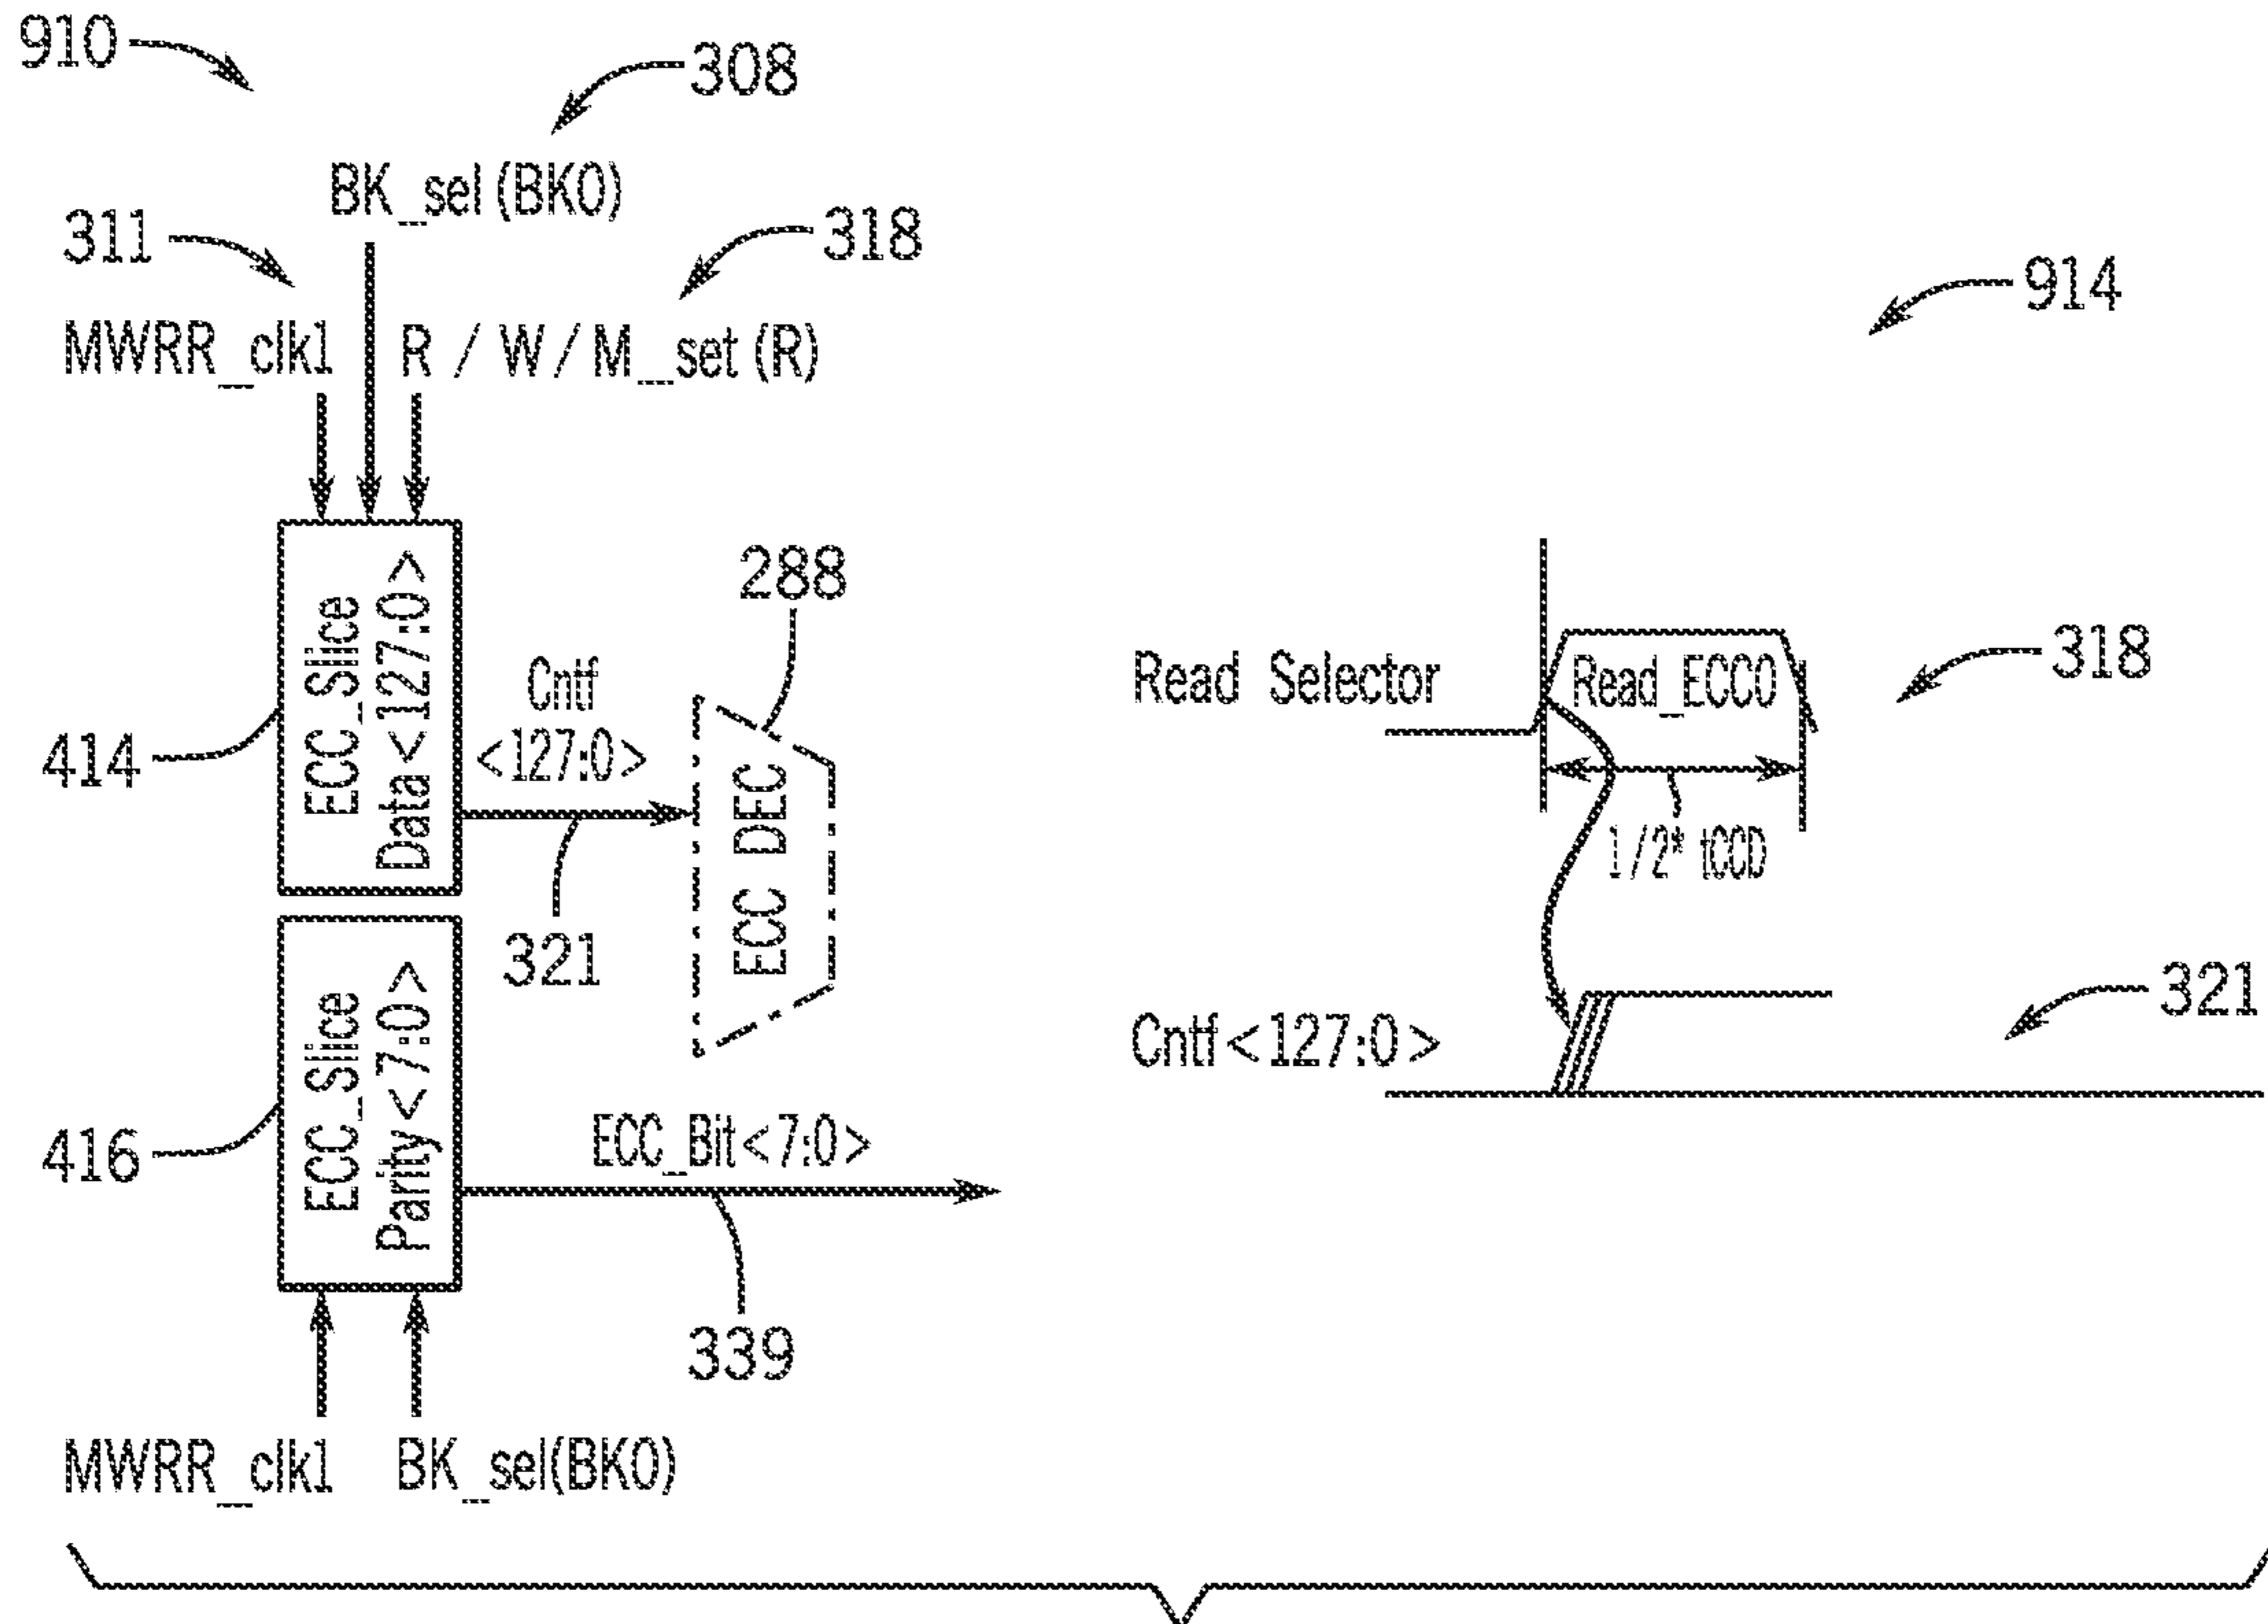 910
308
BK_sel (BK0)
311
318
MWRR_clk1
R / W / M_set (R)
914
ECC_Slice
Data<127:0>
288
Cntf
<127:0>
ECC DEC
414
321
Read Selector
Read_ECC0
318
1/2* tCCD
ECC_Slice
Parity<7:0>
416
Cntf<127:0>
321
ECC_Bit<7:0>
339
MWRR_clk1
BK_sel(BK0)